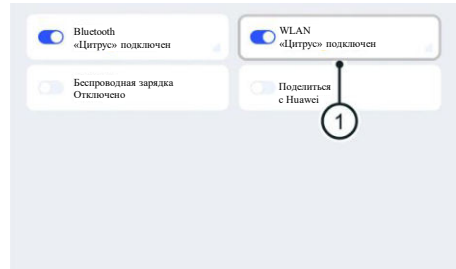 Bluetooth
«Цитрус» подключен
WLAN
«Цитрус» подключен
Беспроводная зарядка
Отключено
Поделиться
с Huawei
1